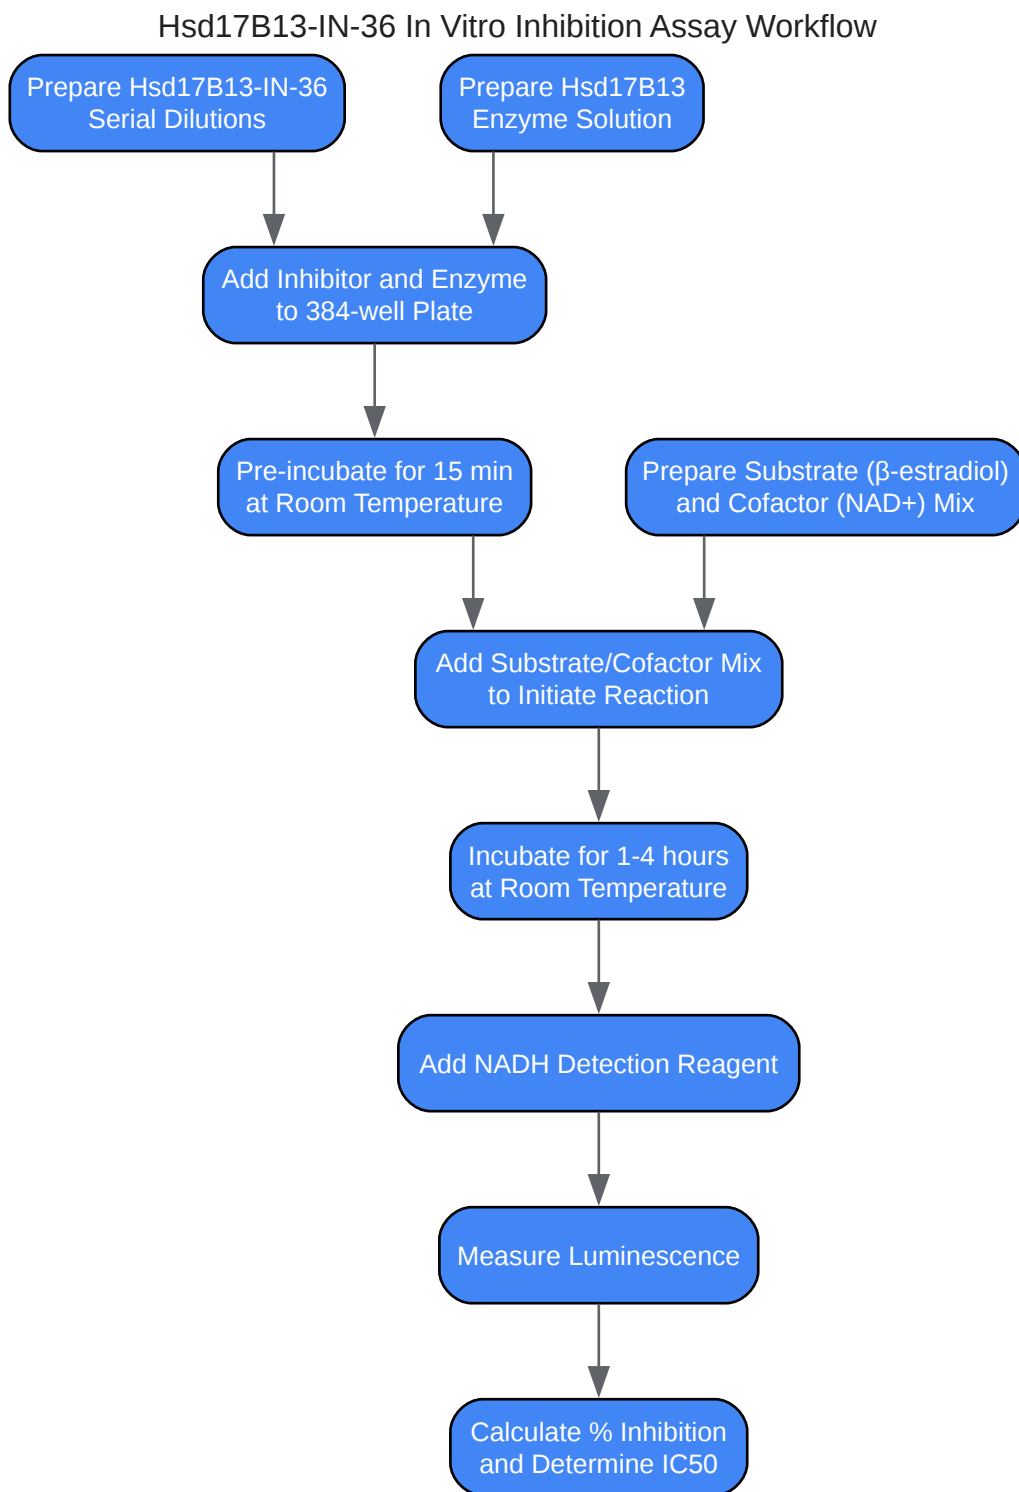 Hsd17B13-IN-36 In Vitro Inhibition Assay Workflow
Prepare Hsd17B13-IN-36
Serial Dilutions
Prepare Hsd17B13
Enzyme Solution
Add Inhibitor and Enzyme
to 384-well Plate
Pre-incubate for 15 min
at Room Temperature
Prepare Substrate (β-estradiol)
and Cofactor (NAD+) Mix
Add Substrate/Cofactor Mix
to Initiate Reaction
Incubate for 1-4 hours
at Room Temperature
Add NADH Detection Reagent
Measure Luminescence
Calculate % Inhibition
and Determine IC50